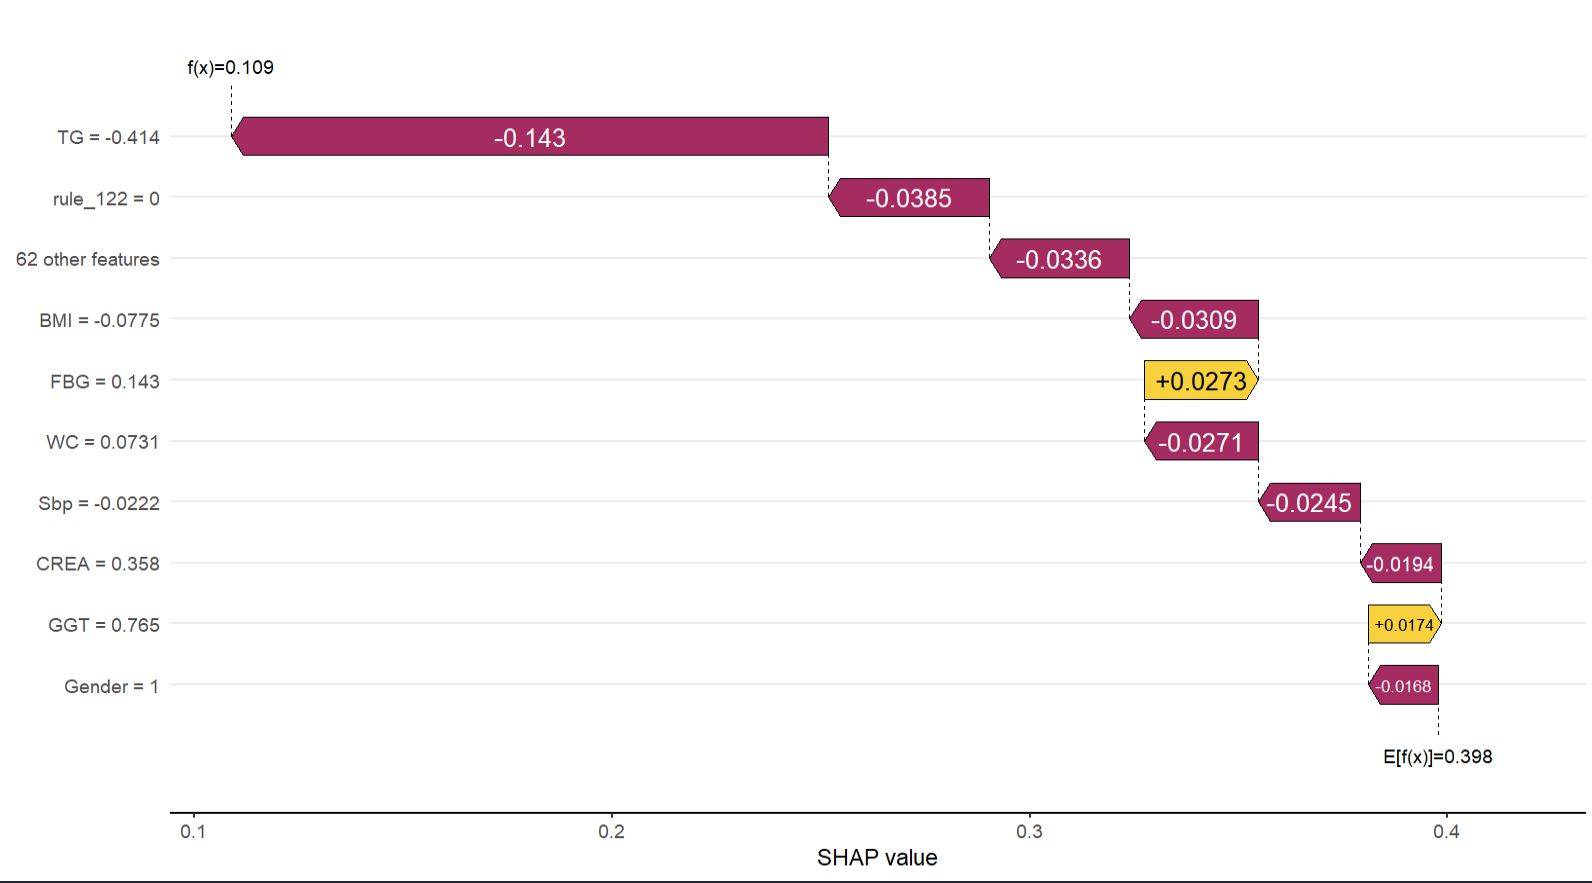 f(x)=0.109
TG = -0.414
-0.143
rule_122 = 0
-0.0385
62 other features
-0.0336
BMI = -0.0775
-0.0309
FBG = 0.143
+0.0273
WC = 0.0731
-0.0271
Sbp = -0.0222
-0.0245
CREA = 0.358
-0.0194
GGT = 0.765
+0.0174
Gender = 1
-0.0168
E[f(x)]=0.398
0.1
0.2
0.3
0.4
SHAP value